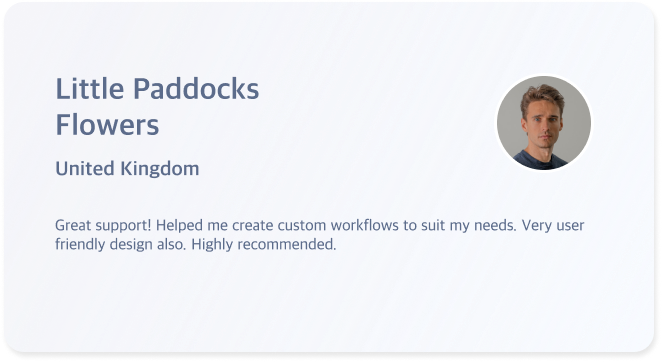 Little Paddocks
Flowers
United Kingdom
Great support! Helped me create custom workflows to suit my needs. Very user
friendly design also. Highly recommended.